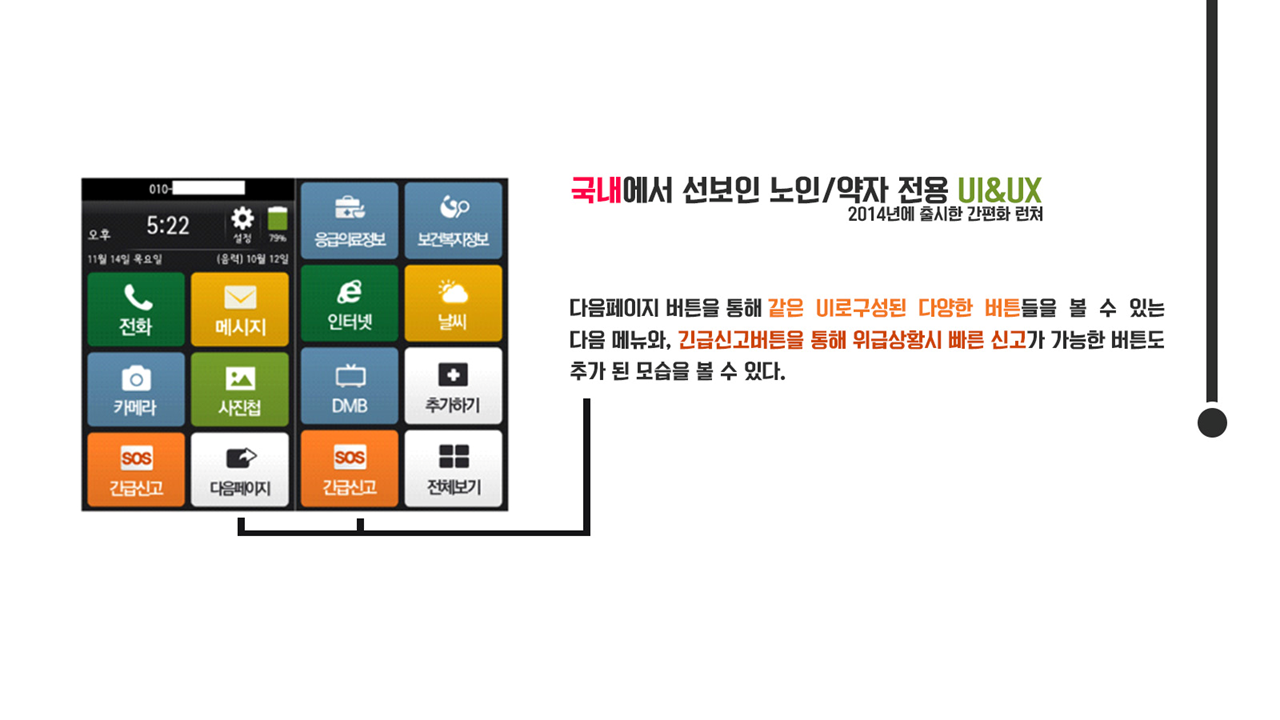 010-
오후 5:22 설정 79%
11월 14일 목요일 (음력) 10월 12일
전화 메시지
카메라 사진첩
SOS
긴급신고 다음페이지
응급의료정보 보건복지정보
인터넷 날씨
DMB 추가하기
SOS
긴급신고 전체보기
국내에서 선보인 노인/약자 전용 UI&UX
2014년에 출시한 간편화 런쳐
다음페이지 버튼을 통해 같은 UI로구성된 다양한 버튼들을 볼 수 있는
다음 메뉴와, 긴급신고버튼을 통해 위급상황시 빠른 신고가 가능한 버튼도
추가 된 모습을 볼 수 있다.